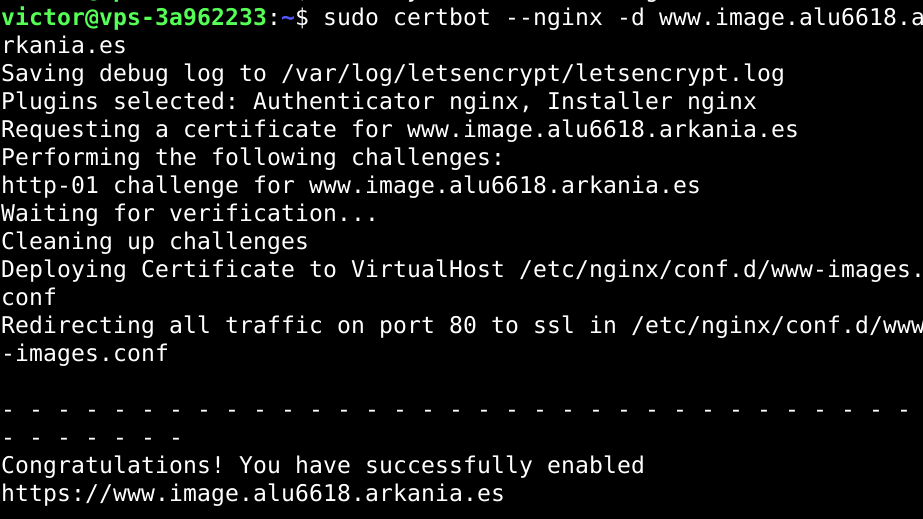 victor@vps-3a962233:~$ sudo certbot --nginx -d www.image.alu6618.a
rkania.es
Saving debug log to /var/log/letsencrypt/letsencrypt.log
Plugins selected: Authenticator nginx, Installer nginx
Requesting a certificate for www.image.alu6618.arkania.es
Performing the following challenges:
http-01 challenge for www.image.alu6618.arkania.es
Waiting for verification...
Cleaning up challenges
Deploying Certificate to VirtualHost /etc/nginx/conf.d/www-images.
conf
Redirecting all traffic on port 80 to ssl in /etc/nginx/conf.d/www
-images.conf
- - - - - - - - - - - - - - - - - - - - - - - - - - - - - - - - -
- - - - - - -
Congratulations! You have successfully enabled
https://www.image.alu6618.arkania.es